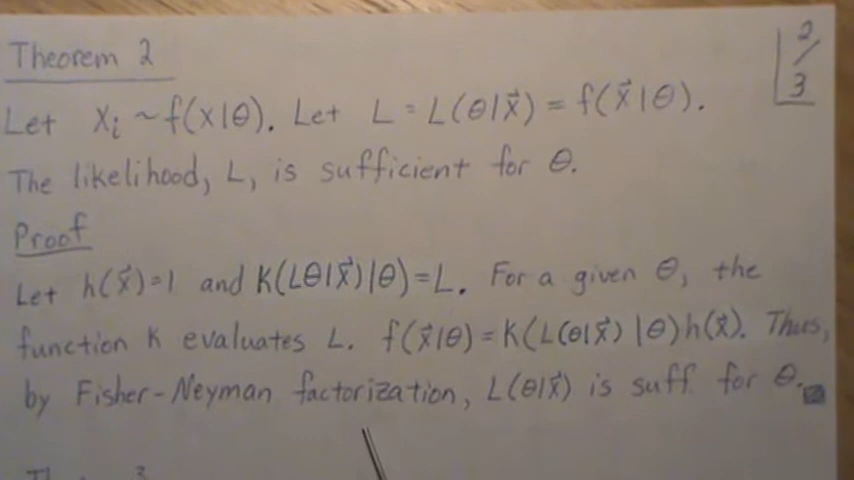 Theorem 2
2/3
Let Xᵢ ~ f(x|θ). Let L = L(θ|x⃗) = f(x⃗|θ).
The likelihood, L, is sufficient for θ.
Proof
Let h(x⃗)=1 and K(Lθ|x⃗)|θ)=L. For a given θ, the
function K evaluates L. f(x⃗|θ) = K(L(θ|x⃗) |θ)h(x⃗). Thus,
by Fisher-Neyman factorization, L(θ|x⃗) is suff. for θ.